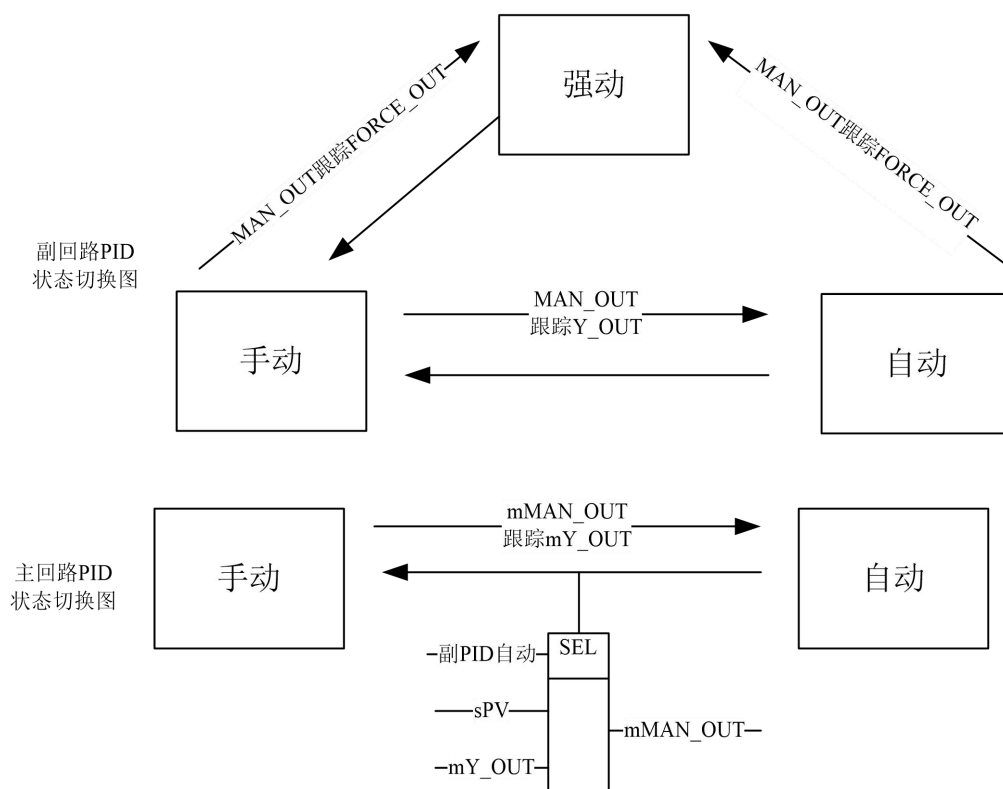 强动
MAN_OUT跟踪FORCE_OUT
MAN_OUT跟踪FORCE_OUT
副回路PID
状态切换图
手动
MAN_OUT
跟踪Y_OUT
自动
主回路PID
状态切换图
手动
mMAN_OUT
跟踪mY_OUT
自动
副PID自动
SEL
sPV
mMAN_OUT
mY_OUT